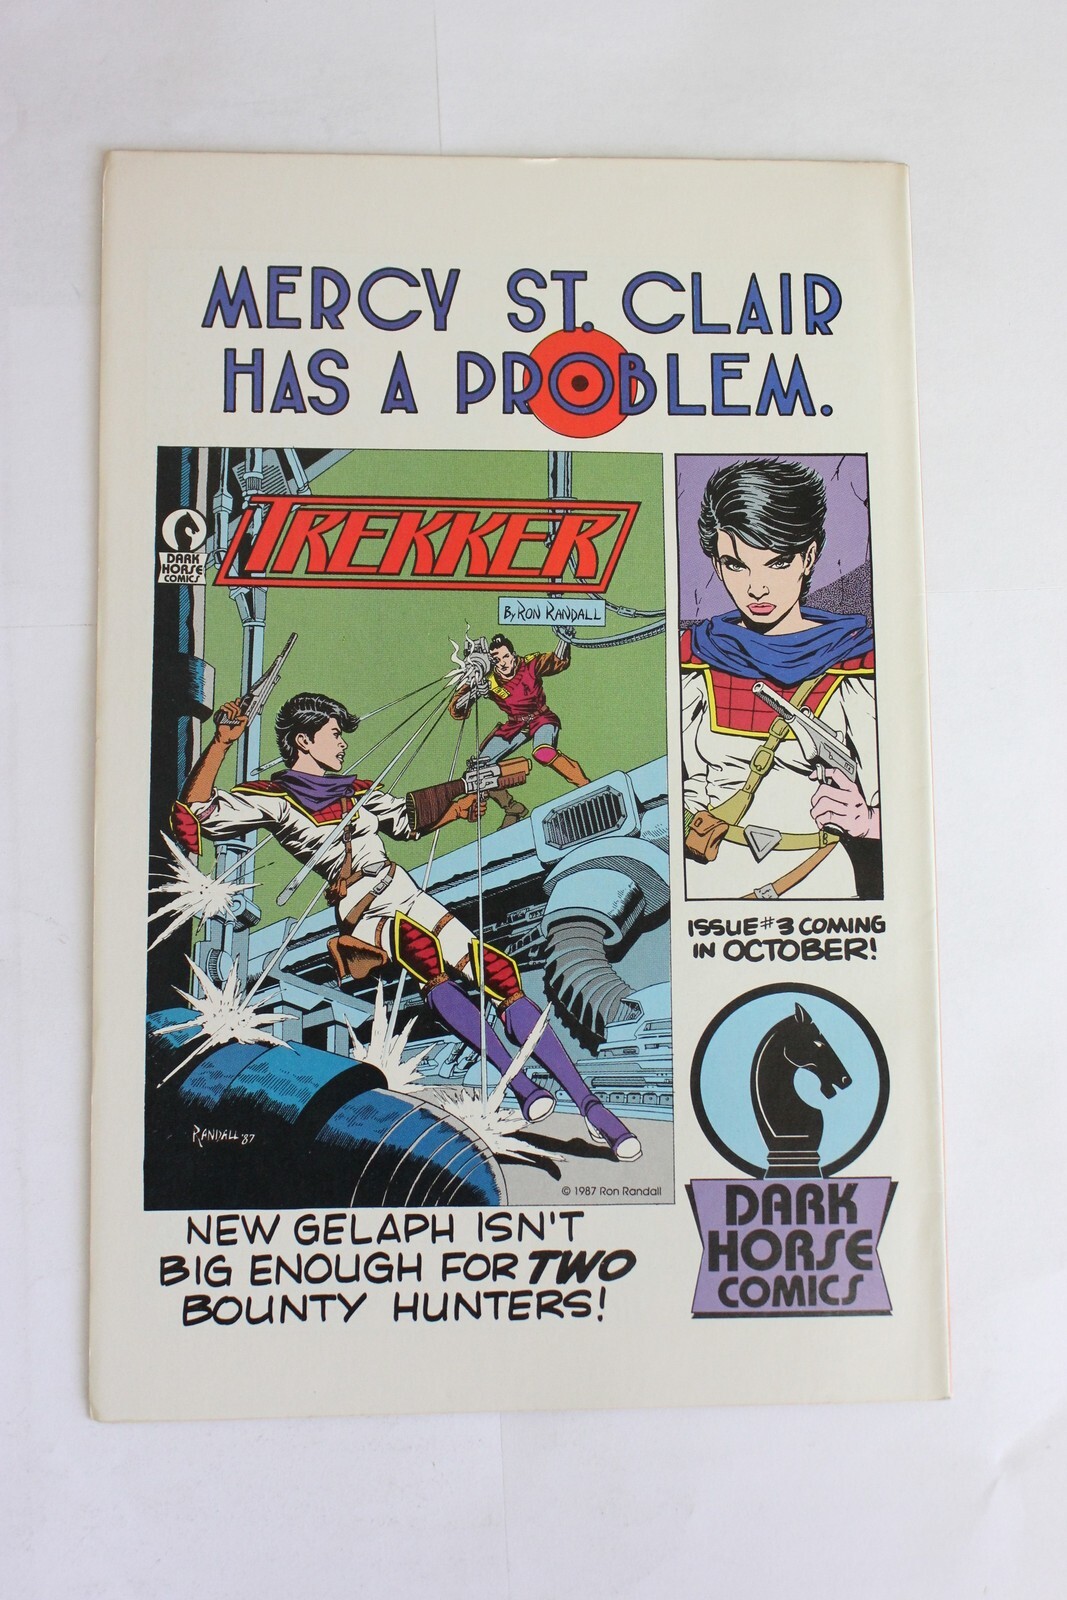 MERCY ST. CLAIR
HAS A PROBLEM.
DARK
HORSE
COMICS
TREKKER
By RON RANDALL
RANDALL '87
© 1987 Ron Randall
ISSUE #3 COMING
IN OCTOBER!
NEW GELAPH ISN'T
BIG ENOUGH FOR TWO
BOUNTY HUNTERS!
DARK
HORSE
COMICS